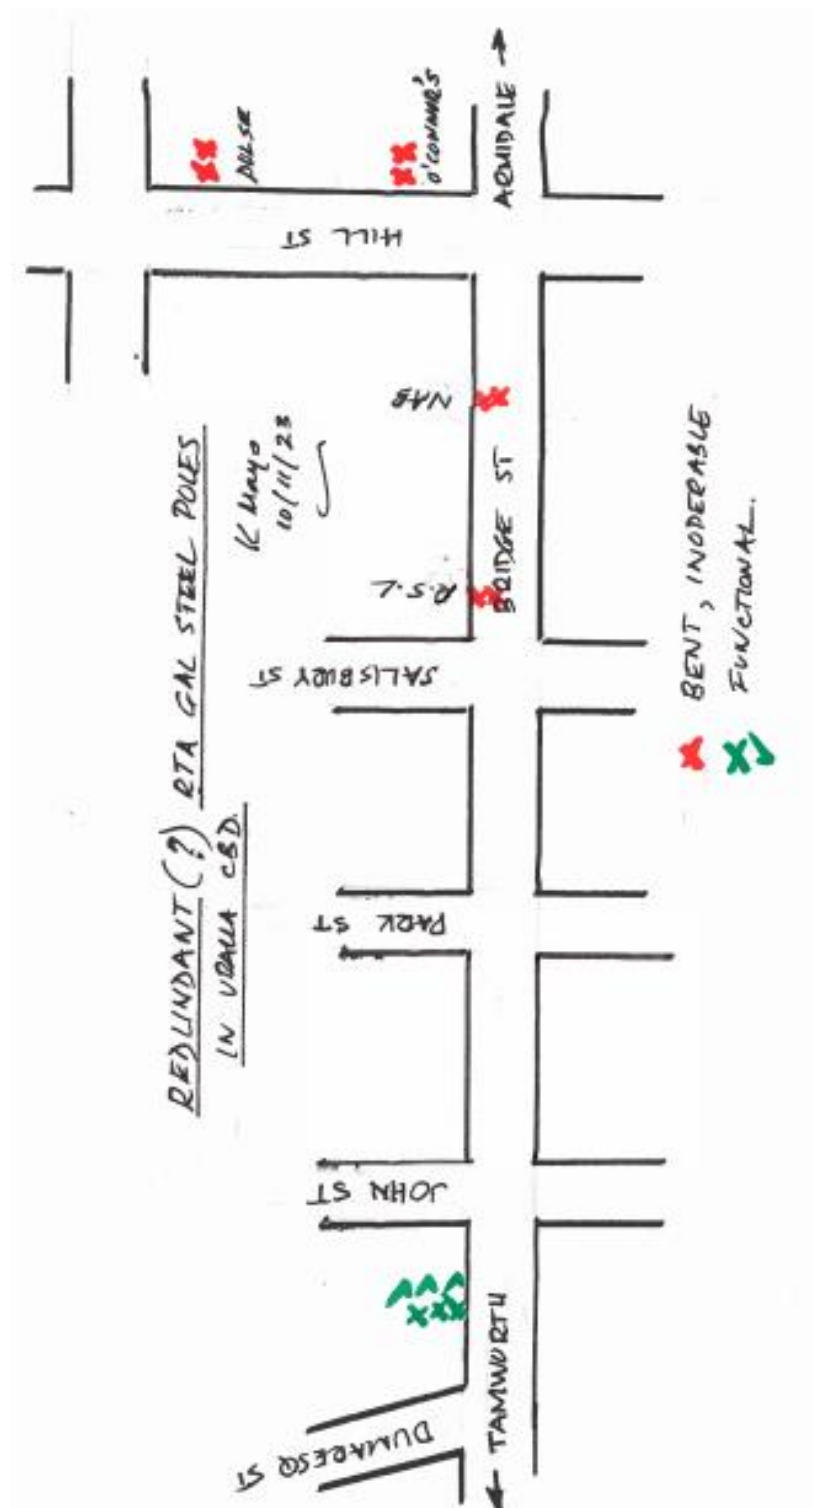 REDUNDANT (?) RTA GAL STEEL POLES
IN URALLA CBD.
K Mayo
10/11/23
PULSE
O'CONNOR'S
ARMIDALE →
HILL ST
NAB
R.S.L
BRIDGE ST
SALISBURY ST
PARK ST
JOHN ST
DUMARESQ ST
← TAMWORTH
BENT, INOPERABLE
FUNCTIONAL.